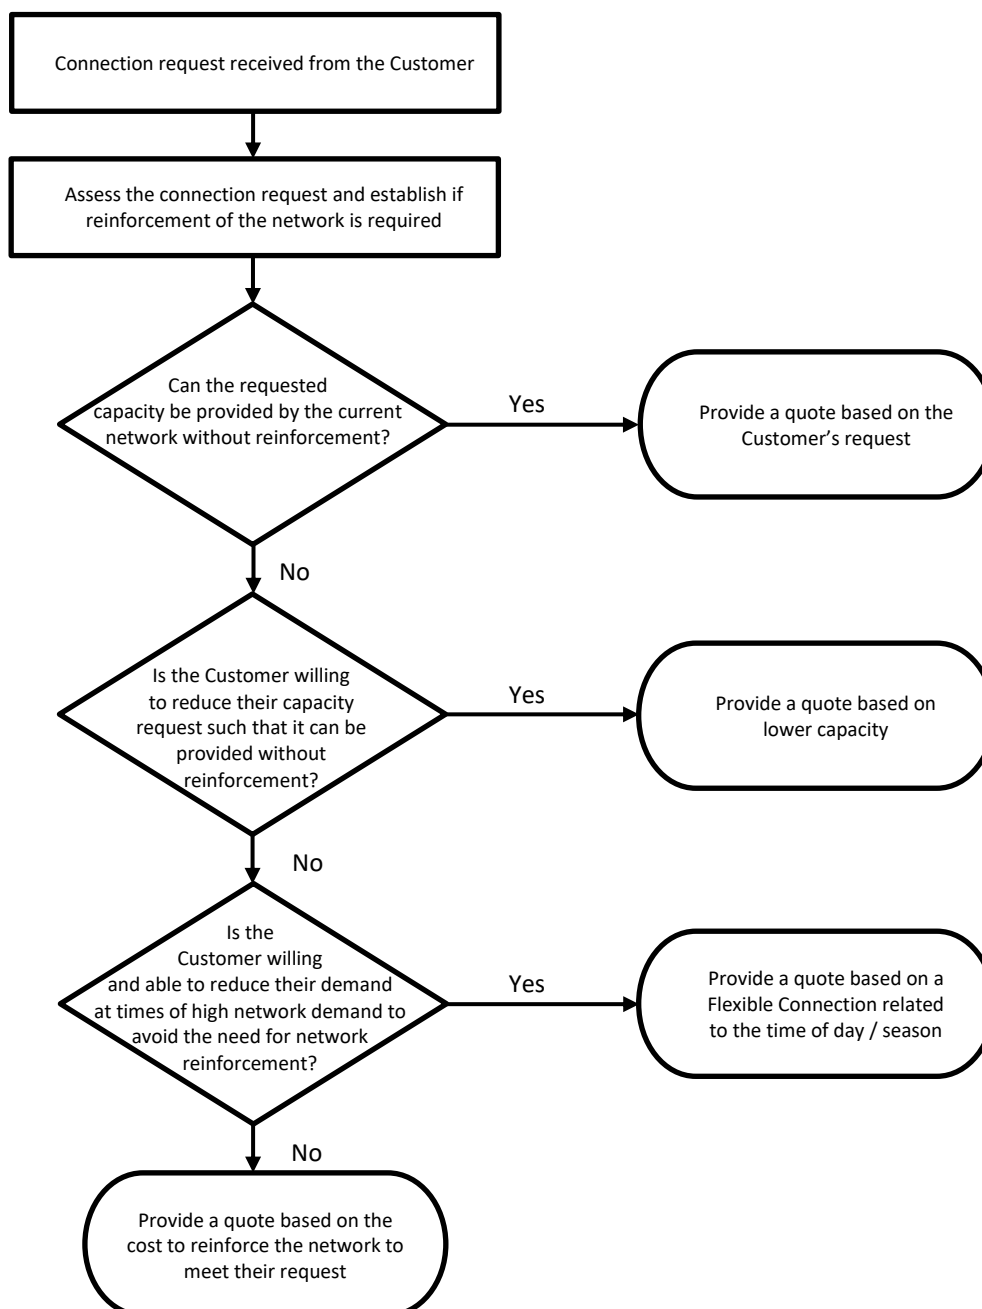 Connection request received from the Customer
Assess the connection request and establish if
reinforcement of the network is required
Can the requested
capacity be provided by the current
network without reinforcement?
Yes
Provide a quote based on the
Customer’s request
No
Is the Customer willing
to reduce their capacity
request such that it can be
provided without
reinforcement?
Yes
Provide a quote based on
lower capacity
No
Is the
Customer willing
and able to reduce their demand
at times of high network demand to
avoid the need for network
reinforcement?
Yes
Provide a quote based on a
Flexible Connection related
to the time of day / season
No
Provide a quote based on the
cost to reinforce the network to
meet their request